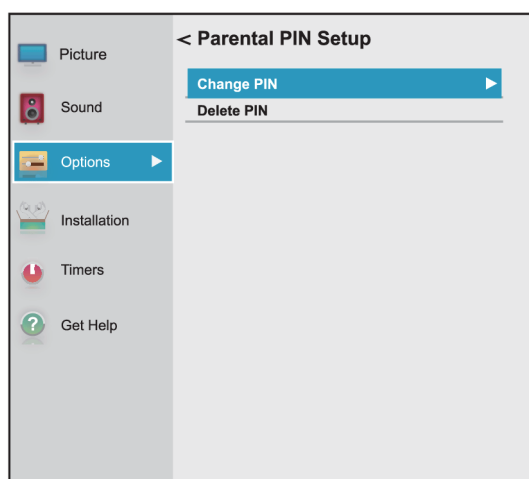 < Parental PIN Setup
Picture
Sound
Options
Installation
Timers
Get Help
Change PIN
Delete PIN